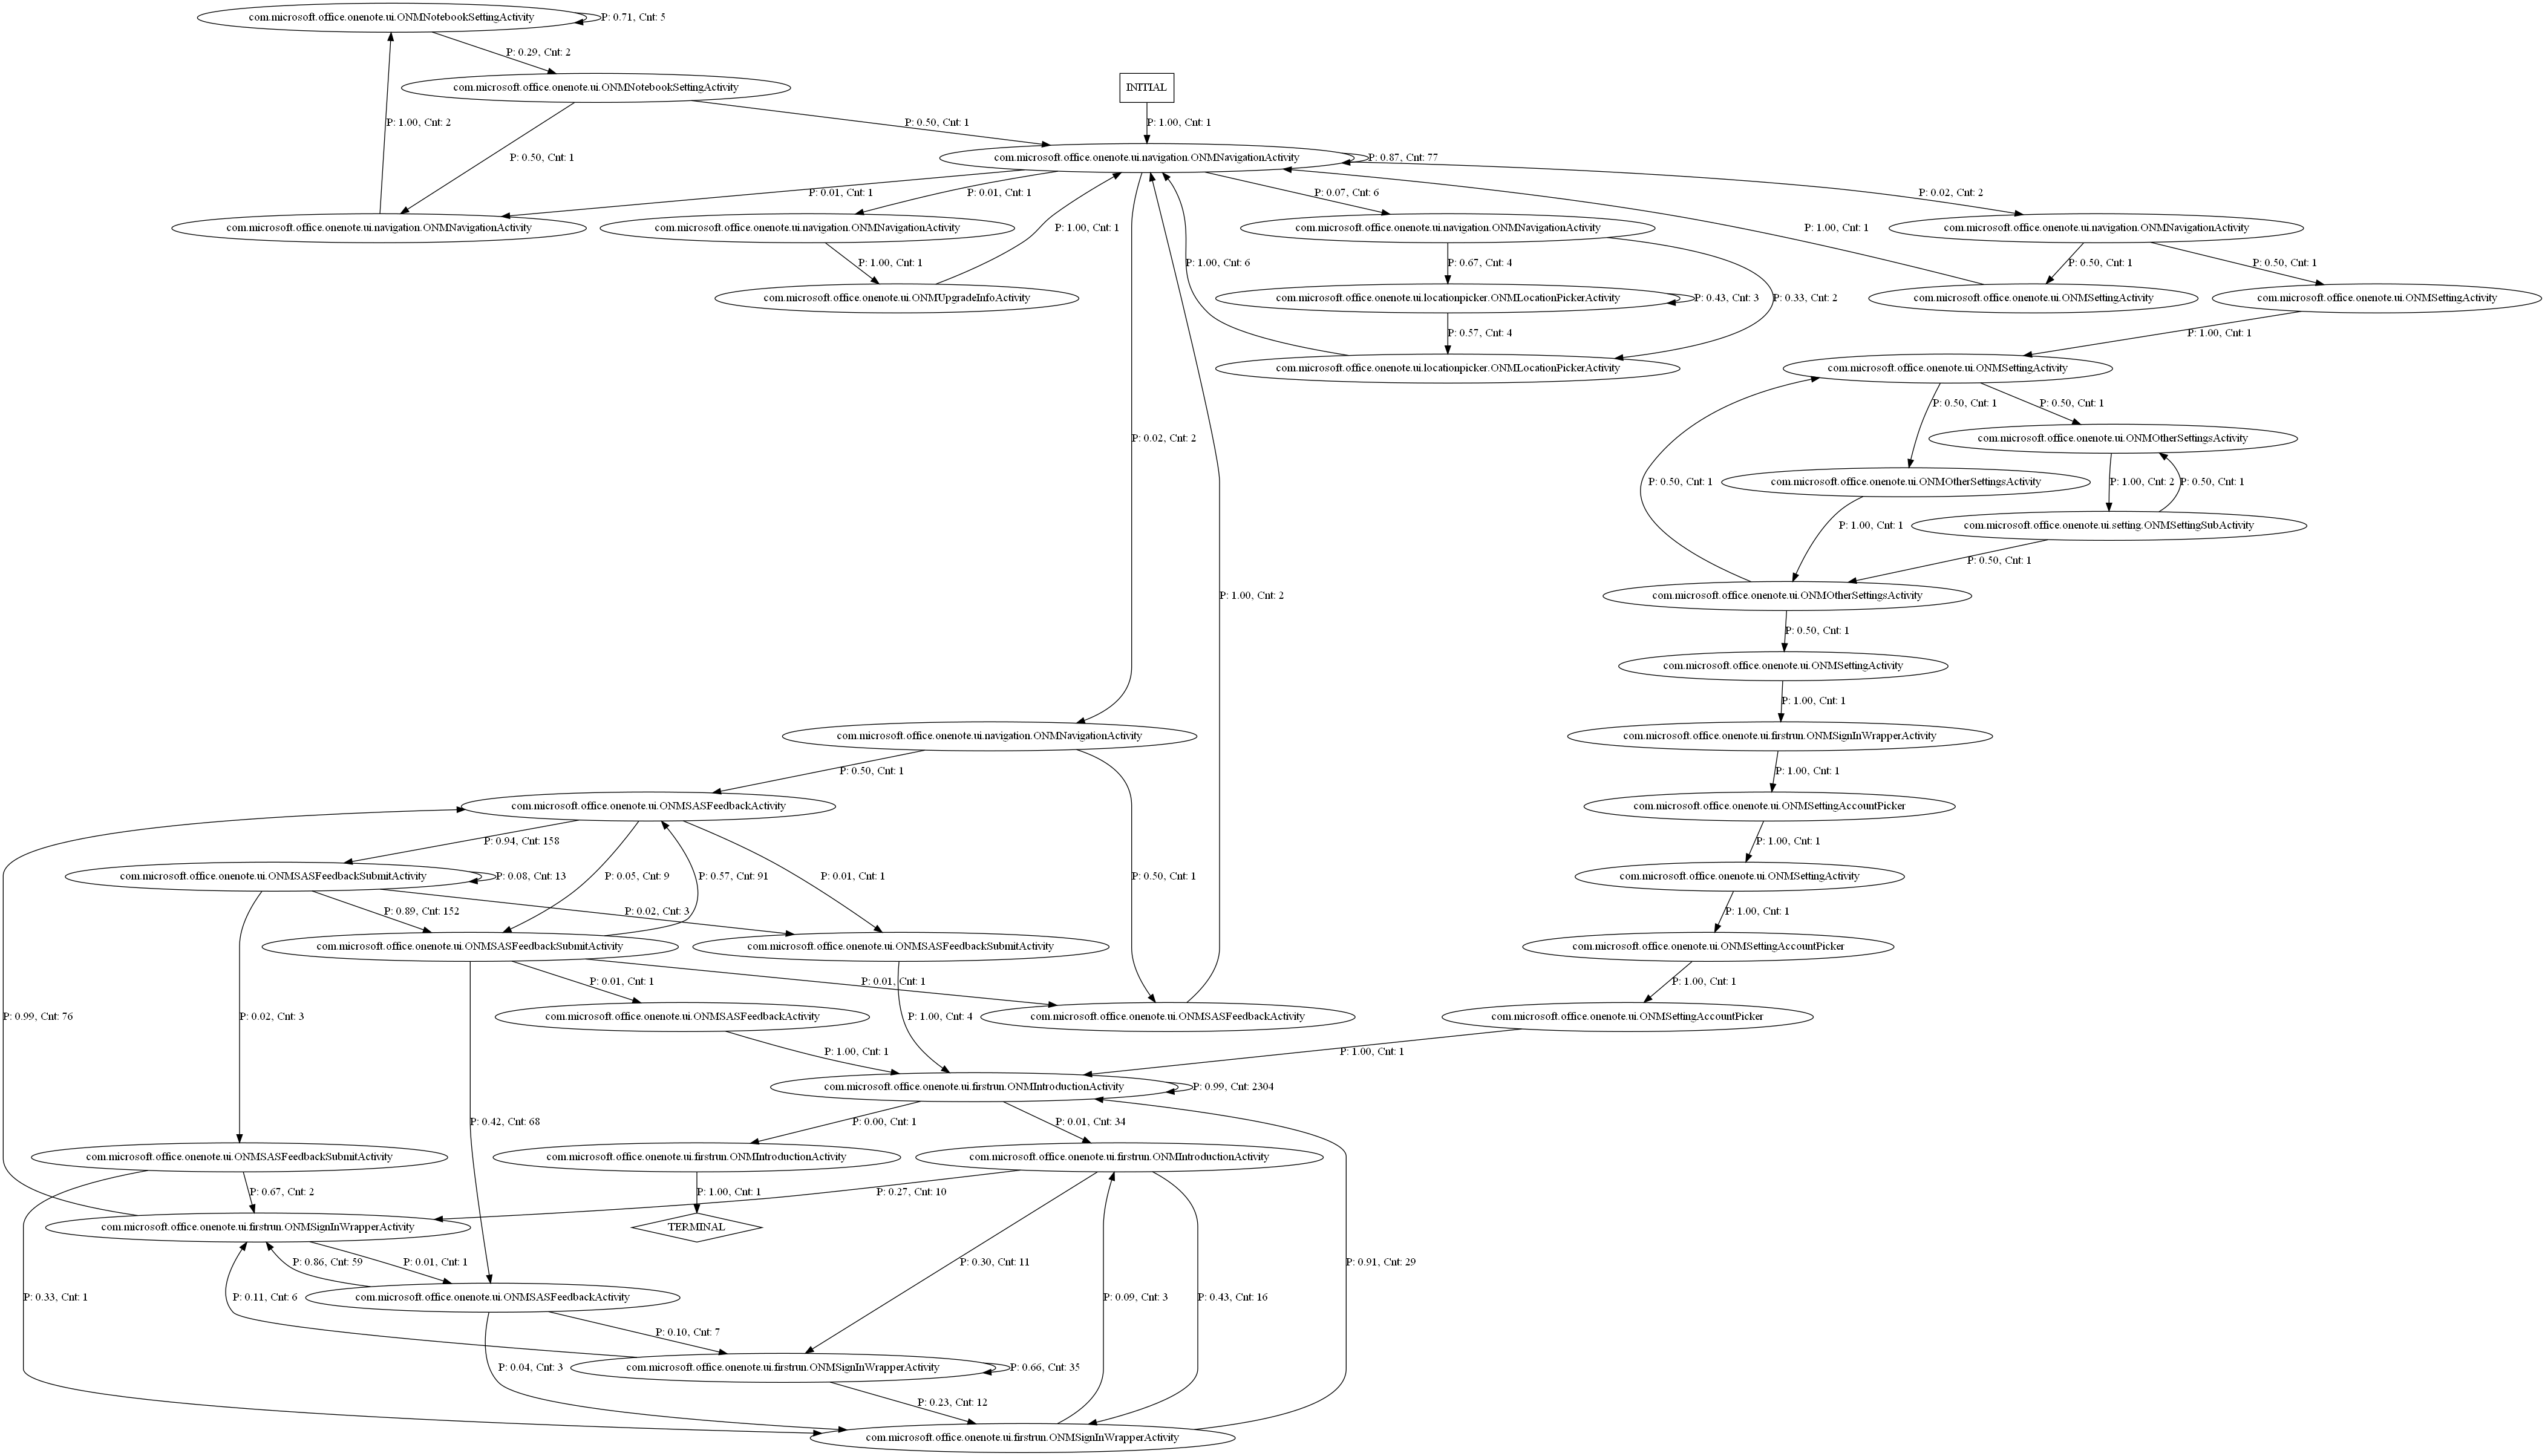 com.microsoft.office.onenote.ui.ONMNotebookSettingActivity
P: 0.71, Cnt: 5
P: 0.29, Cnt: 2
com.microsoft.office.onenote.ui.ONMNotebookSettingActivity
INITIAL
P: 1.00, Cnt: 2
P: 0.50, Cnt: 1
P: 1.00, Cnt: 1
P: 0.50, Cnt: 1
com.microsoft.office.onenote.ui.navigation.ONMNavigationActivity
P: 0.87, Cnt: 77
P: 0.01, Cnt: 1
P: 0.01, Cnt: 1
P: 0.07, Cnt: 6
P: 0.02, Cnt: 2
com.microsoft.office.onenote.ui.navigation.ONMNavigationActivity
com.microsoft.office.onenote.ui.navigation.ONMNavigationActivity
P: 1.00, Cnt: 1
com.microsoft.office.onenote.ui.navigation.ONMNavigationActivity
P: 1.00, Cnt: 1
com.microsoft.office.onenote.ui.navigation.ONMNavigationActivity
P: 1.00, Cnt: 1
P: 1.00, Cnt: 6
P: 0.67, Cnt: 4
P: 0.50, Cnt: 1
P: 0.50, Cnt: 1
com.microsoft.office.onenote.ui.ONMUpgradeInfoActivity
com.microsoft.office.onenote.ui.locationpicker.ONMLocationPickerActivity
P: 0.43, Cnt: 3
P: 0.33, Cnt: 2
com.microsoft.office.onenote.ui.ONMSettingActivity
com.microsoft.office.onenote.ui.ONMSettingActivity
P: 0.57, Cnt: 4
P: 1.00, Cnt: 1
com.microsoft.office.onenote.ui.locationpicker.ONMLocationPickerActivity
com.microsoft.office.onenote.ui.ONMSettingActivity
P: 0.50, Cnt: 1
P: 0.50, Cnt: 1
P: 0.02, Cnt: 2
com.microsoft.office.onenote.ui.ONMOtherSettingsActivity
P: 0.50, Cnt: 1
com.microsoft.office.onenote.ui.ONMOtherSettingsActivity
P: 1.00, Cnt: 2
P: 0.50, Cnt: 1
P: 1.00, Cnt: 1
com.microsoft.office.onenote.ui.setting.ONMSettingSubActivity
P: 0.50, Cnt: 1
P: 1.00, Cnt: 2
com.microsoft.office.onenote.ui.ONMOtherSettingsActivity
P: 0.50, Cnt: 1
com.microsoft.office.onenote.ui.ONMSettingActivity
P: 1.00, Cnt: 1
com.microsoft.office.onenote.ui.navigation.ONMNavigationActivity
com.microsoft.office.onenote.ui.firstrun.ONMSignInWrapperActivity
P: 0.50, Cnt: 1
P: 1.00, Cnt: 1
com.microsoft.office.onenote.ui.ONMSASFeedbackActivity
com.microsoft.office.onenote.ui.ONMSettingAccountPicker
P: 0.94, Cnt: 158
P: 1.00, Cnt: 1
com.microsoft.office.onenote.ui.ONMSASFeedbackSubmitActivity
P: 0.08, Cnt: 13
P: 0.05, Cnt: 9
P: 0.57, Cnt: 91
P: 0.01, Cnt: 1
P: 0.50, Cnt: 1
com.microsoft.office.onenote.ui.ONMSettingActivity
P: 0.89, Cnt: 152
P: 0.02, Cnt: 3
P: 1.00, Cnt: 1
com.microsoft.office.onenote.ui.ONMSASFeedbackSubmitActivity
com.microsoft.office.onenote.ui.ONMSASFeedbackSubmitActivity
com.microsoft.office.onenote.ui.ONMSettingAccountPicker
P: 0.01, Cnt: 1
P: 0.01, Cnt: 1
P: 1.00, Cnt: 1
P: 0.99, Cnt: 76
P: 0.02, Cnt: 3
com.microsoft.office.onenote.ui.ONMSASFeedbackActivity
P: 1.00, Cnt: 4
com.microsoft.office.onenote.ui.ONMSASFeedbackActivity
com.microsoft.office.onenote.ui.ONMSettingAccountPicker
P: 1.00, Cnt: 1
P: 1.00, Cnt: 1
com.microsoft.office.onenote.ui.firstrun.ONMIntroductionActivity
P: 0.99, Cnt: 2304
P: 0.42, Cnt: 68
P: 0.00, Cnt: 1
P: 0.01, Cnt: 34
com.microsoft.office.onenote.ui.ONMSASFeedbackSubmitActivity
com.microsoft.office.onenote.ui.firstrun.ONMIntroductionActivity
com.microsoft.office.onenote.ui.firstrun.ONMIntroductionActivity
P: 0.67, Cnt: 2
P: 1.00, Cnt: 1
P: 0.27, Cnt: 10
com.microsoft.office.onenote.ui.firstrun.ONMSignInWrapperActivity
TERMINAL
P: 0.86, Cnt: 59
P: 0.01, Cnt: 1
P: 0.30, Cnt: 11
P: 0.91, Cnt: 29
P: 0.33, Cnt: 1
P: 0.11, Cnt: 6
com.microsoft.office.onenote.ui.ONMSASFeedbackActivity
P: 0.09, Cnt: 3
P: 0.43, Cnt: 16
P: 0.10, Cnt: 7
P: 0.04, Cnt: 3
com.microsoft.office.onenote.ui.firstrun.ONMSignInWrapperActivity
P: 0.66, Cnt: 35
P: 0.23, Cnt: 12
com.microsoft.office.onenote.ui.firstrun.ONMSignInWrapperActivity